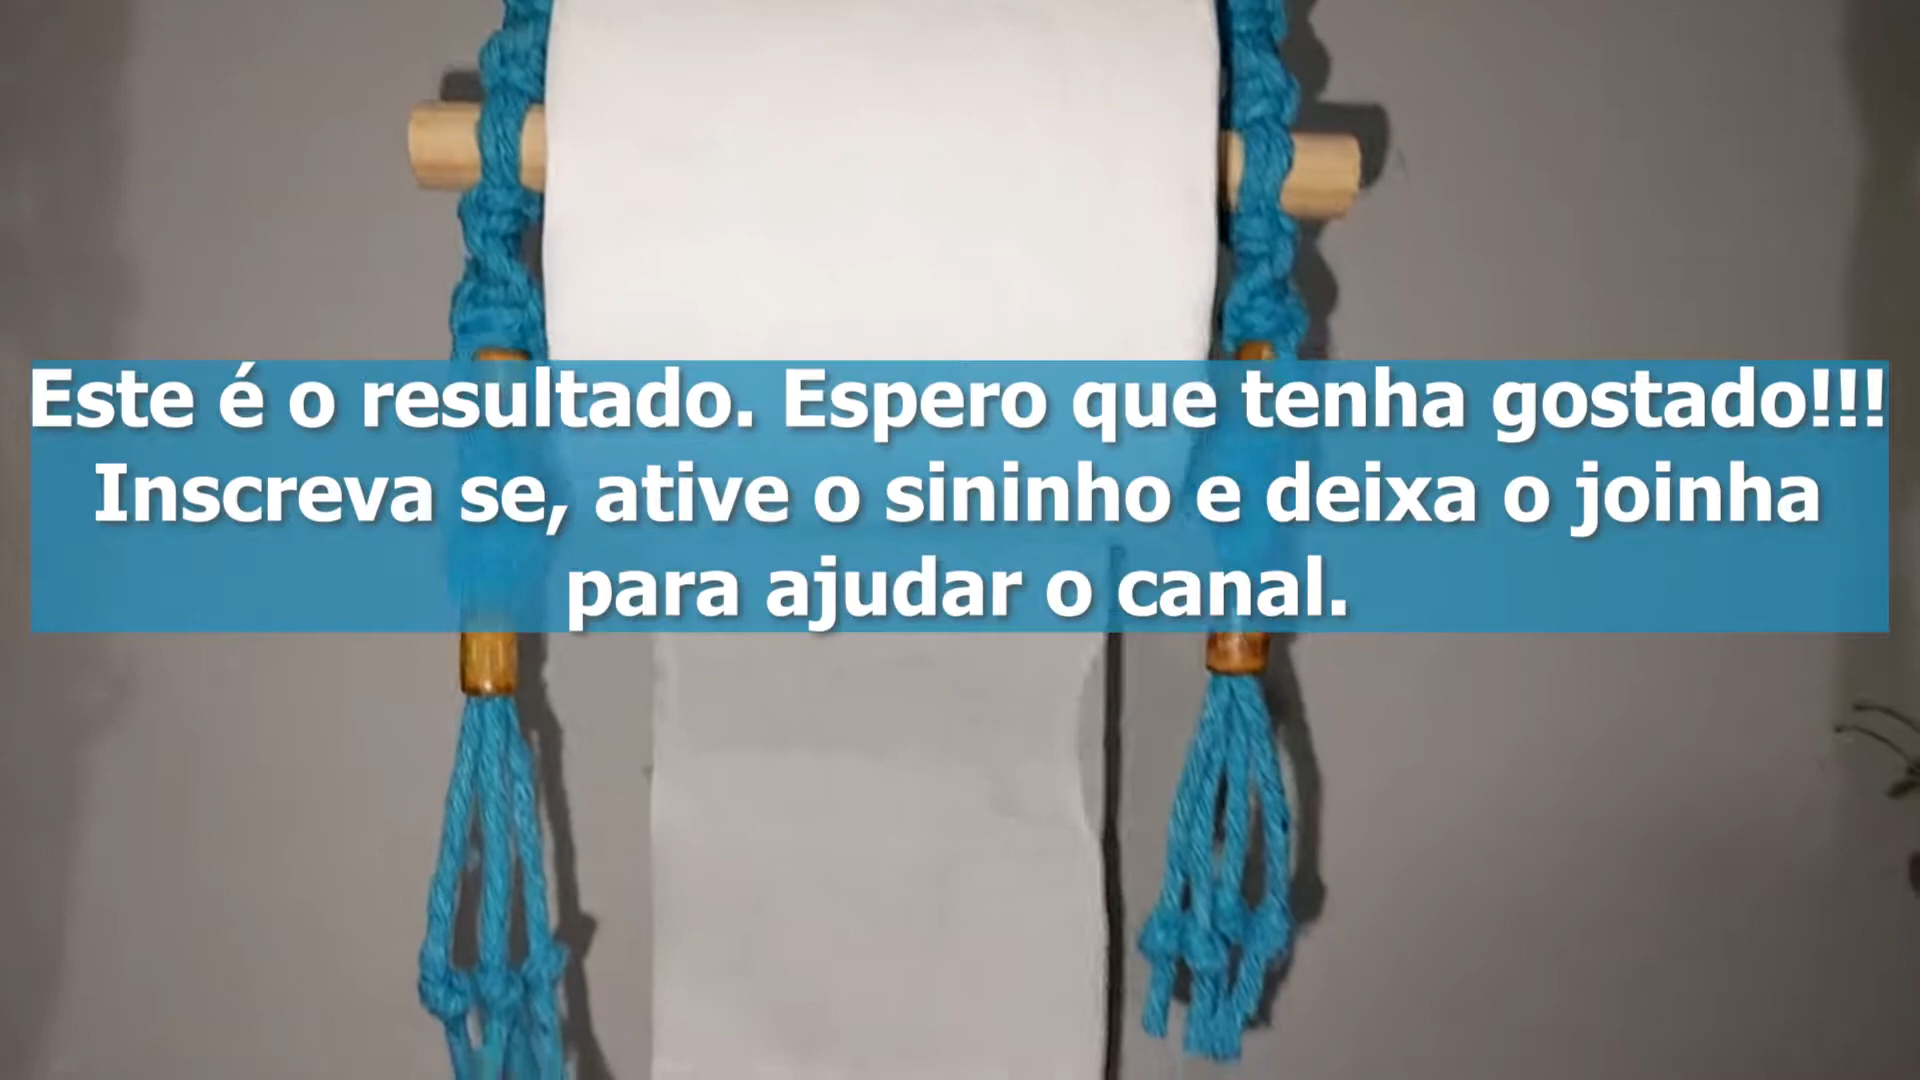 Este é o resultado. Espero que tenha gostado!!!
Inscreva se, ative o sininho e deixa o joinha
para ajudar o canal.